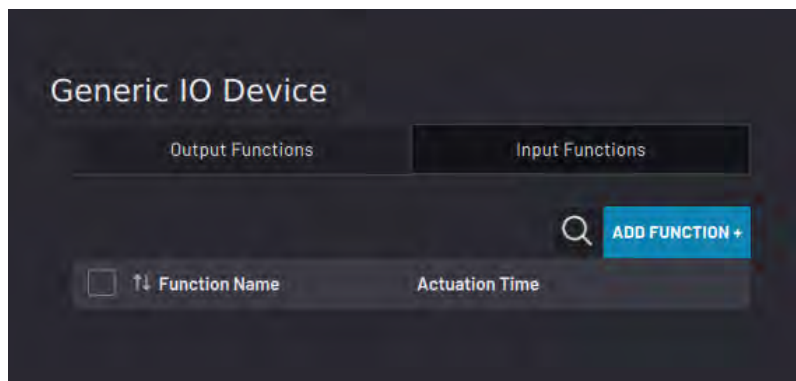 Generic IO Device
Output Functions Input Functions
ADD FUNCTION +
Function Name Actuation Time